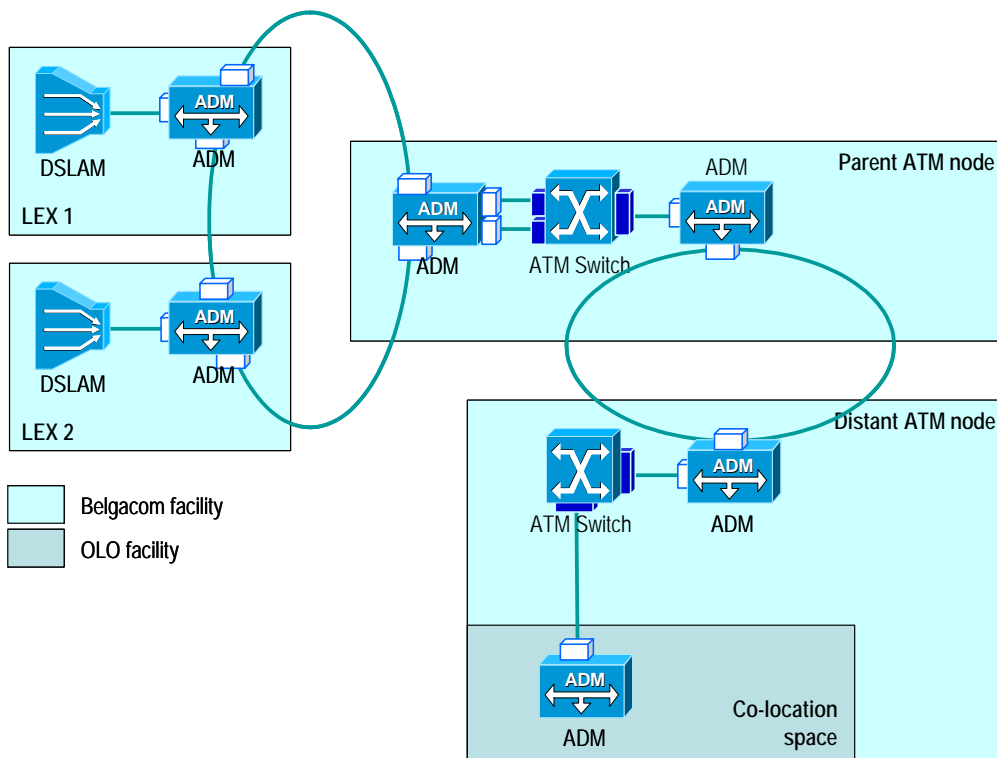 ADM
DSLAM
ADM
LEX 1
ADM
DSLAM
ADM
LEX 2
Parent ATM node
ADM
ADM
ADM
ADM
ATM Switch
Distant ATM node
ADM
ATM Switch
ADM
Belgacom facility
OLO facility
ADM
ADM
Co-location
space